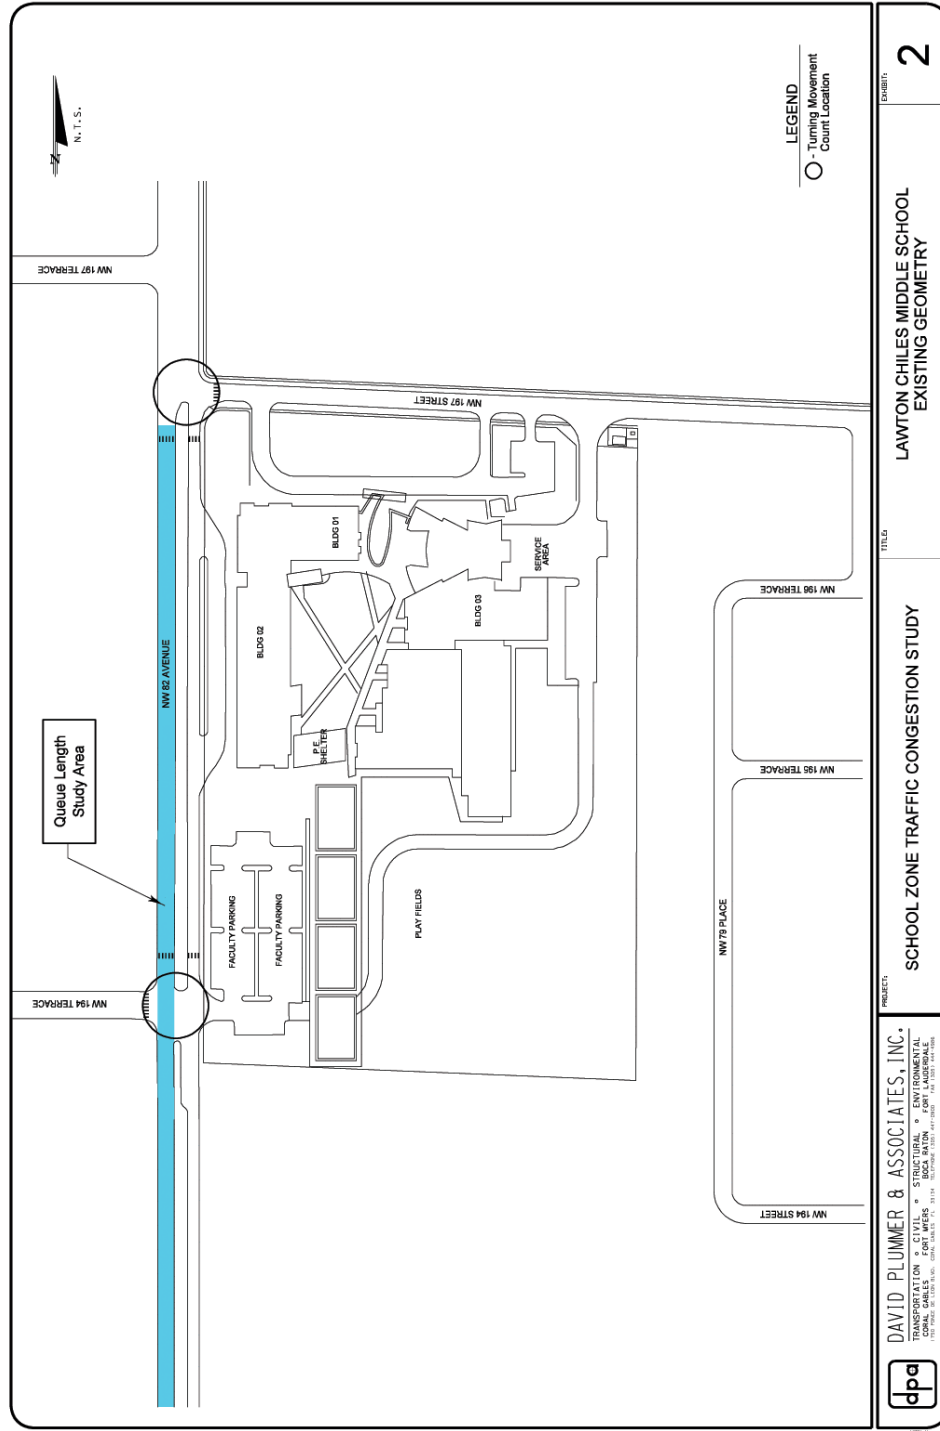 N
N.T.S.
LEGEND
- Turning Movement
Count Location
NW 197 TERRACE
NW 197 STREET
NW 82 AVENUE
Queue Length
Study Area
NW 194 TERRACE
BLDG 01
BLDG 02
BLDG 03
SERVICE
AREA
P.E.
SHELTER
FACULTY PARKING
FACULTY PARKING
PLAY FIELDS
NW 196 TERRACE
NW 195 TERRACE
NW 79 PLACE
NW 194 STREET
dpa
DAVID PLUMMER & ASSOCIATES, INC.
TRANSPORTATION CIVIL STRUCTURAL ENVIRONMENTAL
CORAL GABLES FORT MYERS BOCA RATON FORT LAUDERDALE
PROJECT:
SCHOOL ZONE TRAFFIC CONGESTION STUDY
TITLE:
LAWTON CHILES MIDDLE SCHOOL
EXISTING GEOMETRY
EXHIBIT:
2